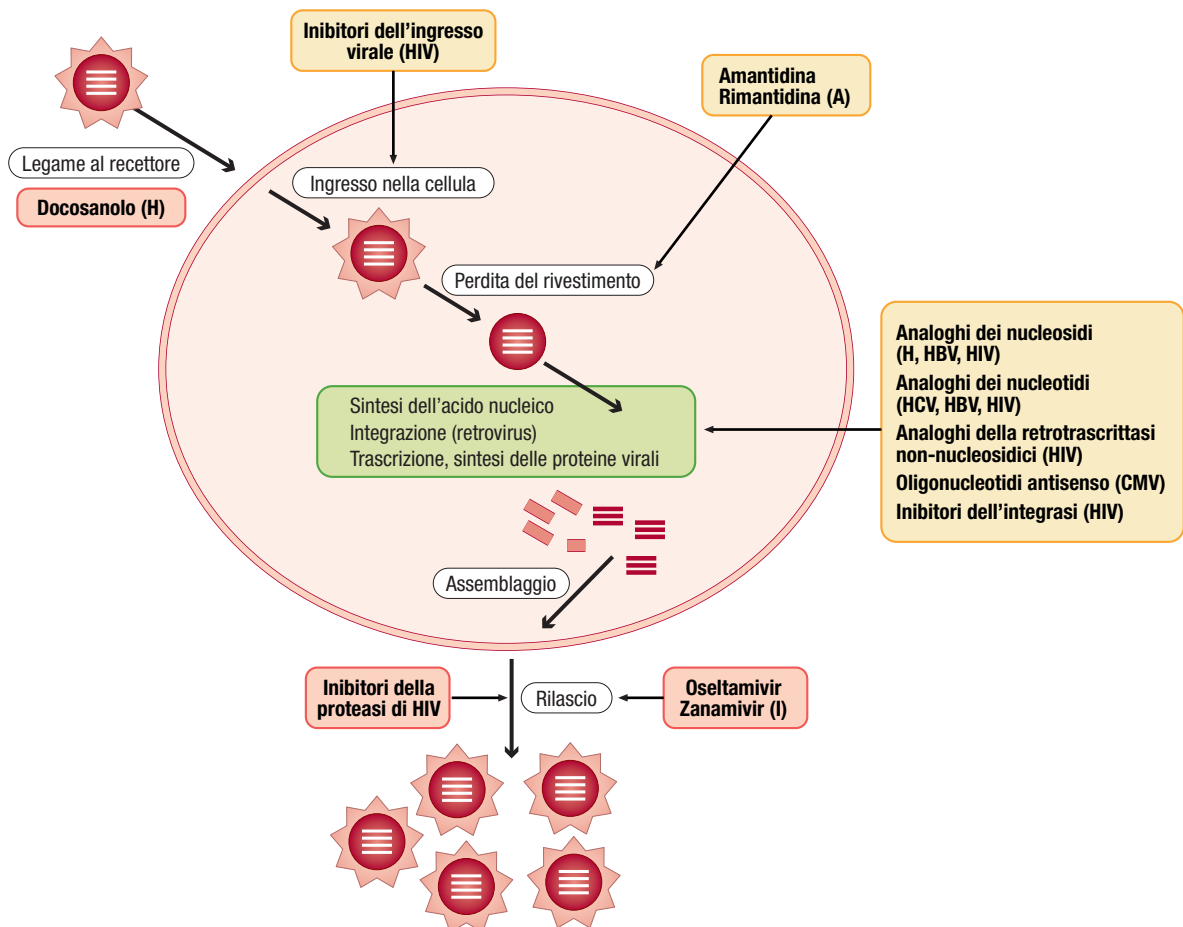 Inibitori dell'ingresso
virale (HIV)
Amantidina
Rimantidina (A)
Legame al recettore
Docosanolo (H)
Ingresso nella cellula
Perdita del rivestimento
Sintesi dell'acido nucleico
Integrazione (retrovirus)
Trascrizione, sintesi delle proteine virali
Analoghi dei nucleosidi
(H, HBV, HIV)
Analoghi dei nucleotidi
(HCV, HBV, HIV)
Analoghi della retrotrascrittasi
non-nucleosidici (HIV)
Oligonucleotidi antisenso (CMV)
Inibitori dell'integrasi (HIV)
Assemblaggio
Inibitori della
proteasi di HIV
Rilascio
Oseltamivir
Zanamivir (I)